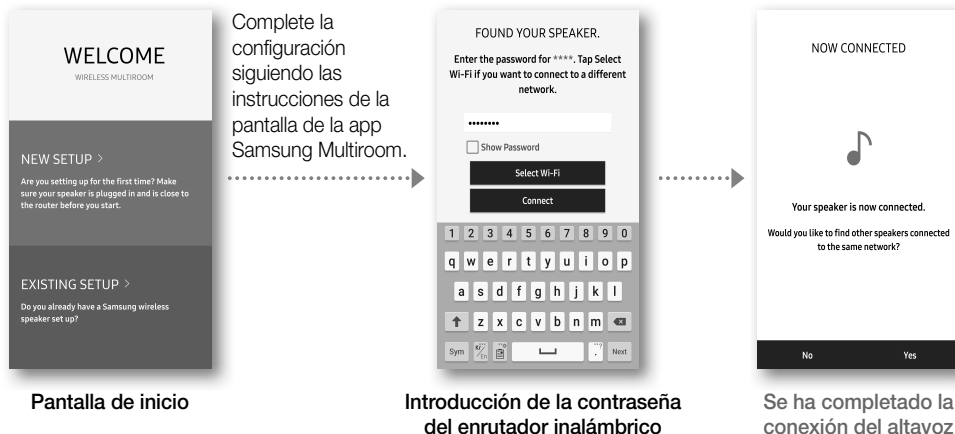 WELCOME
WIRELESS MULTIROOM
NEW SETUP >
Are you setting up for the first time? Make
sure your speaker is plugged in and is close to
the router before you start.
EXISTING SETUP >
Do you already have a Samsung wireless
speaker set up?
Pantalla de inicio
Complete la
configuración
siguiendo las
instrucciones de la
pantalla de la app
Samsung Multiroom.
FOUND YOUR SPEAKER.
Enter the password for ****. Tap Select
Wi-Fi if you want to connect to a different
network.
••••••••
Show Password
Select Wi-Fi
Connect
1 2 3 4 5 6 7 8 9 0
q w e r t y u i o p
a s d f g h j k l
z x c v b n m
Sym Next
Introducción de la contraseña
del enrutador inalámbrico
NOW CONNECTED
Your speaker is now connected.
Would you like to find other speakers connected
to the same network?
No Yes
Se ha completado la
conexión del altavoz